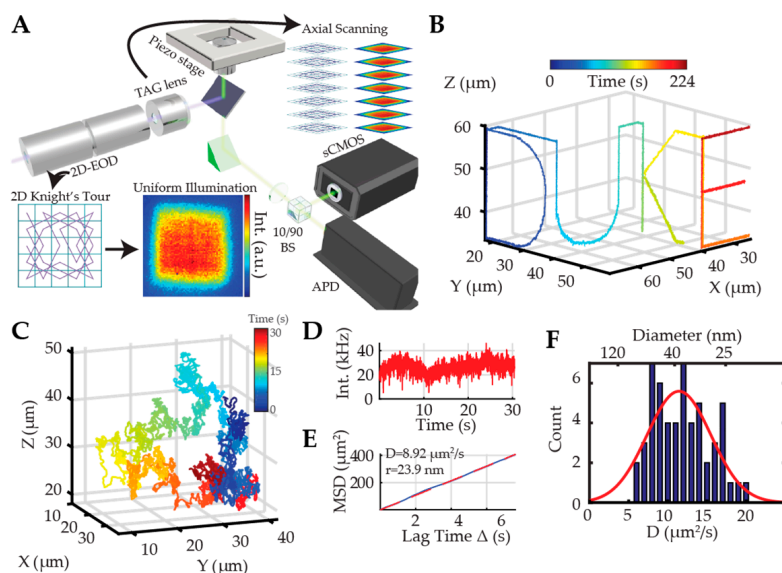 A
Piezo stage
Axial Scanning
TAG lens
2D-EOD
2D Knight's Tour
Uniform Illumination
Int. (a.u.)
sCMOS
10/90
BS
APD
B
0 Time (s) 224
Z
[μm]
60
50
40
20
30
40
50
Y
[μm]
60
50
40
30
X
[μm]
C
Time (s)
30
15
0
50
40
30
20
Z[μm]
10
20
30
X
[μm]
10
20
30
40
Y
[μm]
D
Int. (kHz)
40
20
0
0 10 20 30
Time (s)
E
MSD (μm²)
400
200
D=8.92 μm²/s
r=23.9 nm
2 4 6
Lag Time Δ (s)
F
Diameter (nm)
120 40 25
Count
6
4
2
0
0 5 10 15 20
D (μm²/s)